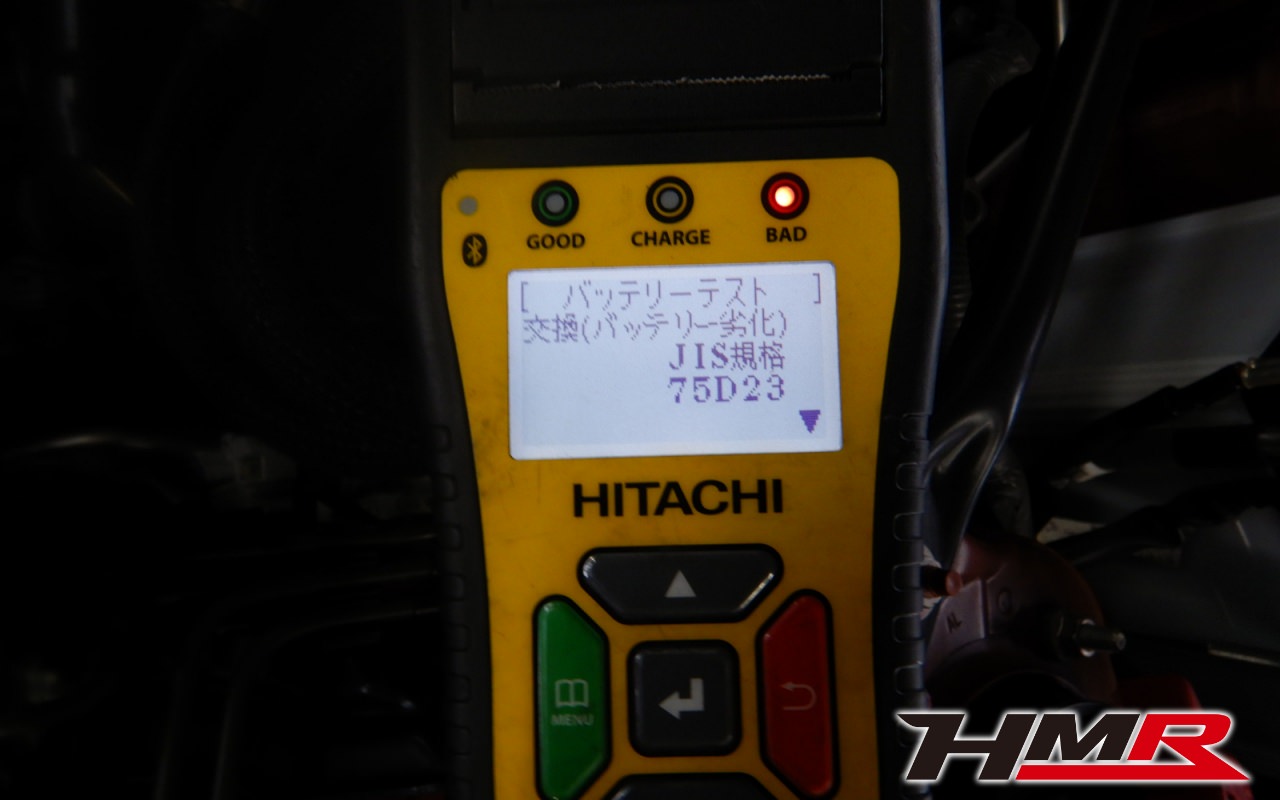 GOOD
CHARGE
BAD
[ バッテリーテスト ]
交換(バッテリー劣化)
JIS規格
75D23
HITACHI
MENU
HMR